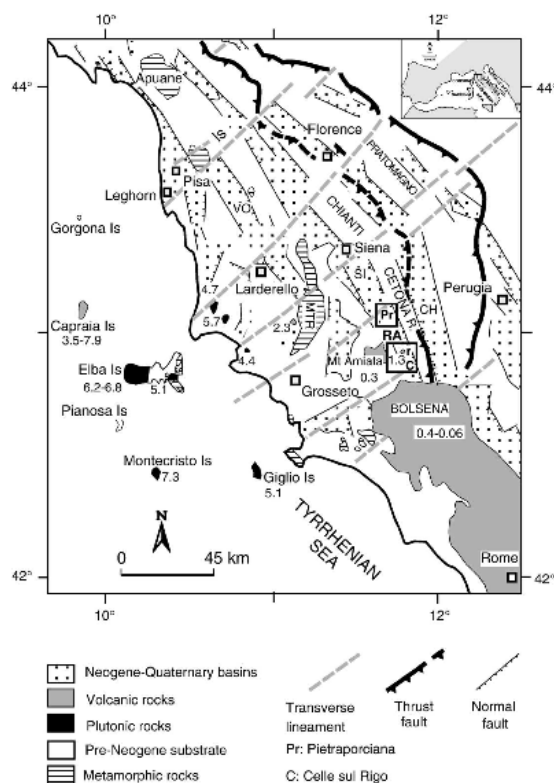 10° 12°
44° 44°
Apuane
IS
Florence
PRATOMAGNO
Pisa
Leghorn
VO
CHIANTI
Gorgona Is
Siena
SI
4.7
Larderello
CETONA R.
CH
Perugia
5.7
2.3
MTR
Pr
Capraia Is
RA
3.5-7.9
4.4
Mt Amiata
1.3
C
0.3
Elba Is
6.2-6.8
5.1
Grosseto
Pianosa Is
BOLSENA
0.4-0.06
Montecristo Is
7.3
Giglio Is
5.1
N
TYRRHENIAN
SEA
0 45 km
Rome
42° 42°
10° 12°
Neogene-Quaternary basins
Volcanic rocks
Plutonic rocks
Pre-Neogene substrate
Metamorphic rocks
Transverse
lineament
Thrust
fault
Normal
fault
Pr: Pietraporciana
C: Celle sul Rigo